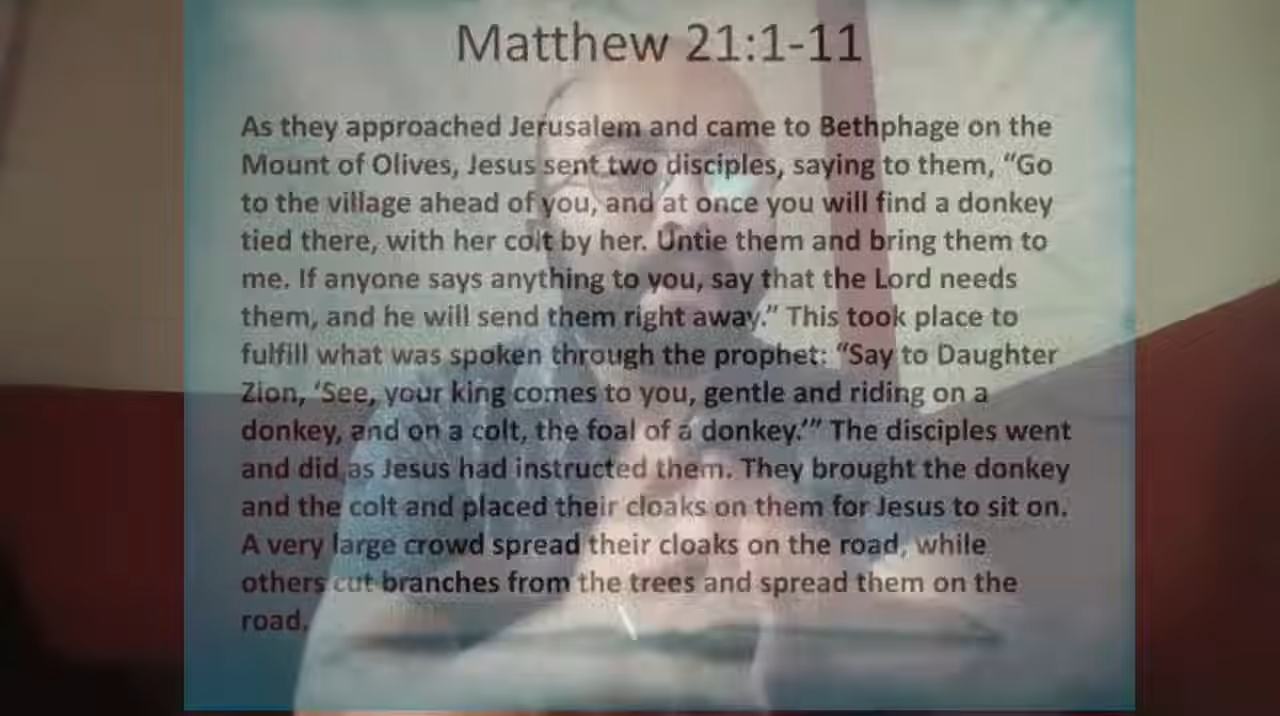 Matthew 21:1-11
As they approached Jerusalem and came to Bethphage on the
Mount of Olives, Jesus sent two disciples, saying to them, “Go
to the village ahead of you, and at once you will find a donkey
tied there, with her colt by her. Untie them and bring them to
me. If anyone says anything to you, say that the Lord needs
them, and he will send them right away.” This took place to
fulfill what was spoken through the prophet: “Say to Daughter
Zion, ‘See, your king comes to you, gentle and riding on a
donkey, and on a colt, the foal of a donkey.’” The disciples went
and did as Jesus had instructed them. They brought the donkey
and the colt and placed their cloaks on them for Jesus to sit on.
A very large crowd spread their cloaks on the road, while
others cut branches from the trees and spread them on the
road.